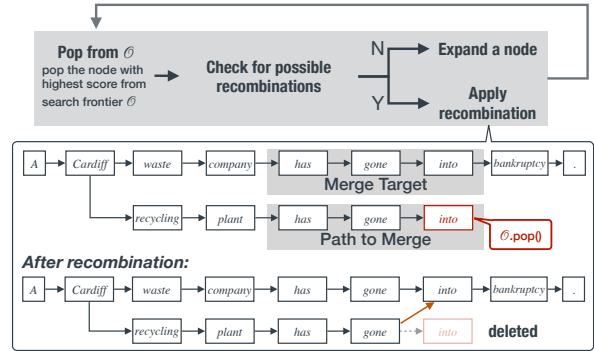 Pop from 𝒪
pop the node with
highest score from
search frontier 𝒪
Check for possible
recombinations
N
Expand a node
Y
Apply
recombination
A Cardiff waste company has gone into bankruptcy .
Merge Target
recycling plant has gone into
𝒪.pop()
Path to Merge
After recombination:
A Cardiff waste company has gone into bankruptcy .
recycling plant has gone into deleted